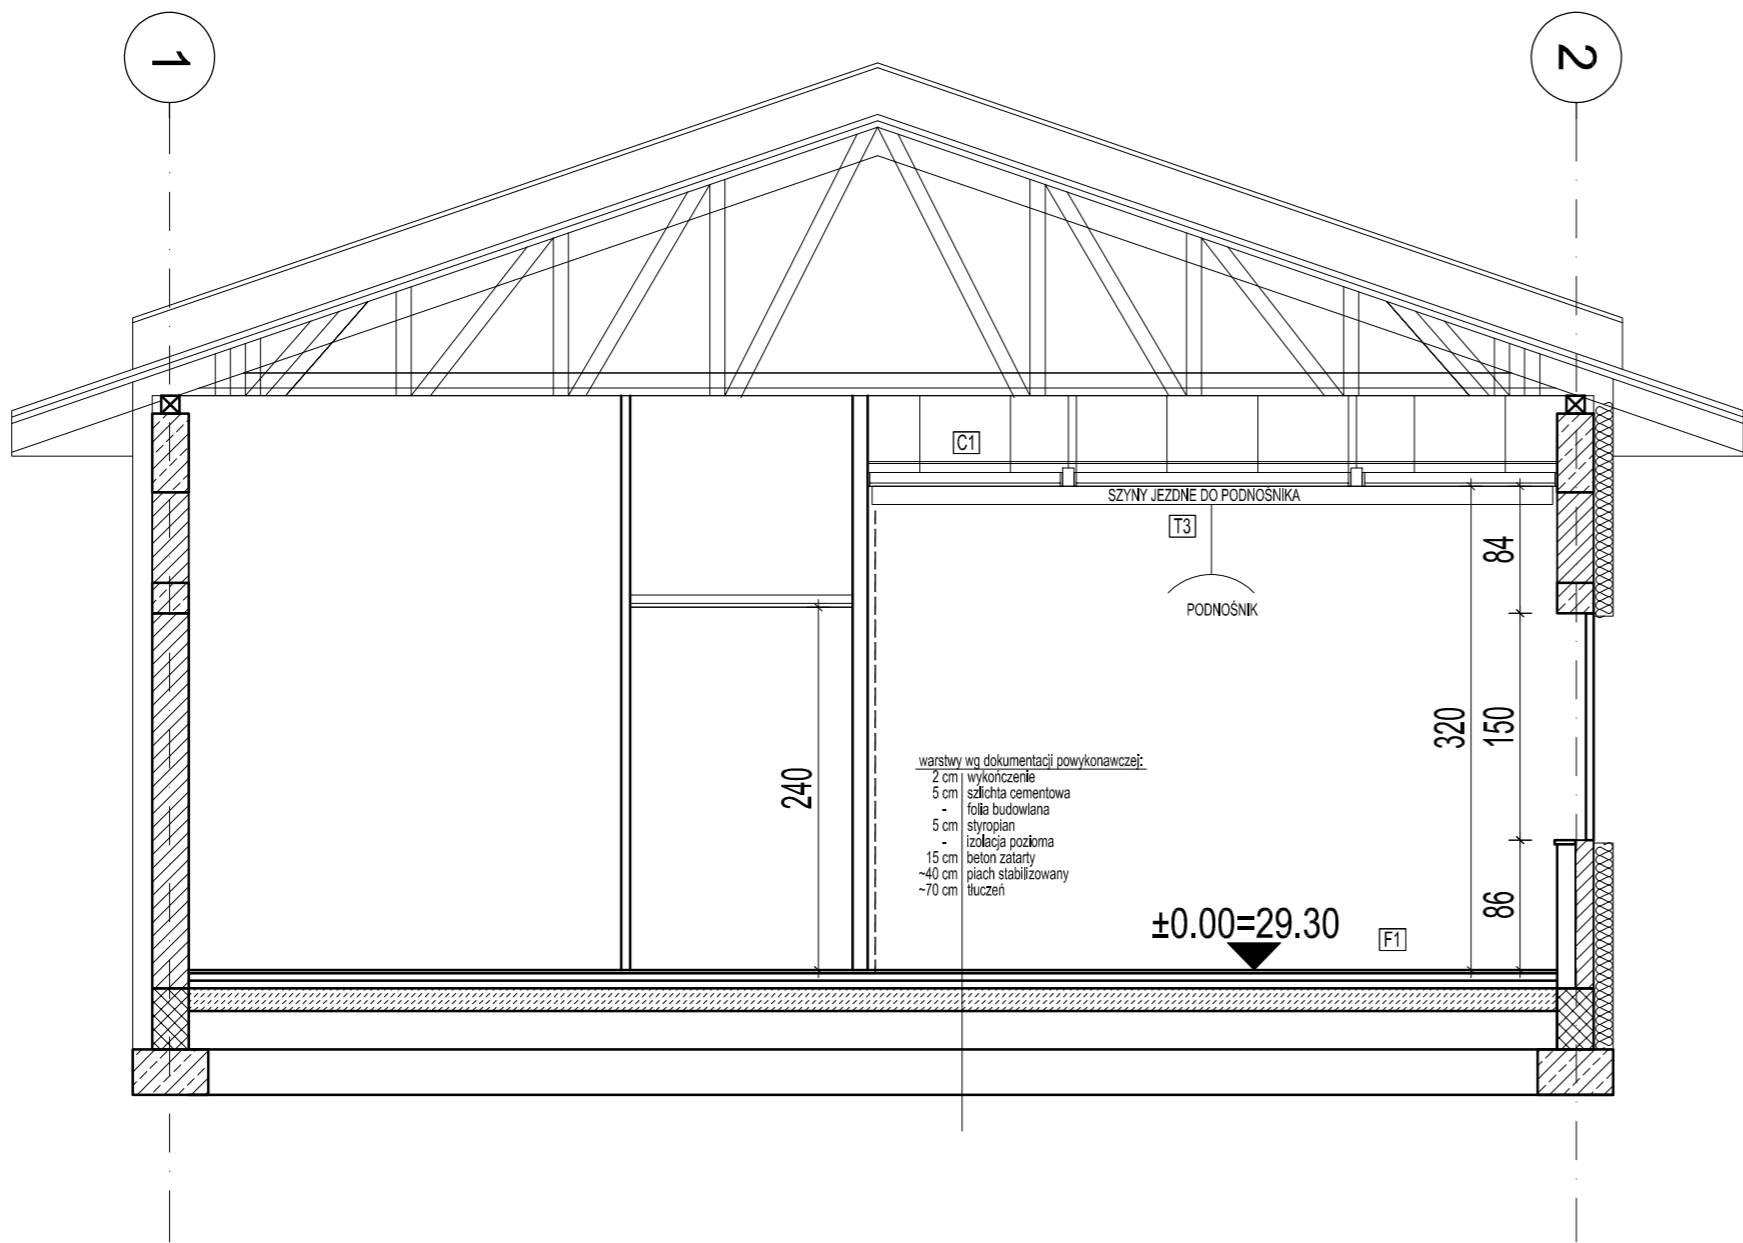 1
2
C1
SZYNY JEZDNE DO PODNOŚNIKA
T3
PODNOŚNIK
84
320
150
86
240
warstwy wg dokumentacji powykonawczej:
2 cm wykończenie
5 cm szlichta cementowa
- folia budowlana
5 cm styropian
- izolacja pozioma
15 cm beton zatarty
~40 cm piach stabilizowany
~70 cm tłuczeń
±0.00=29.30
F1